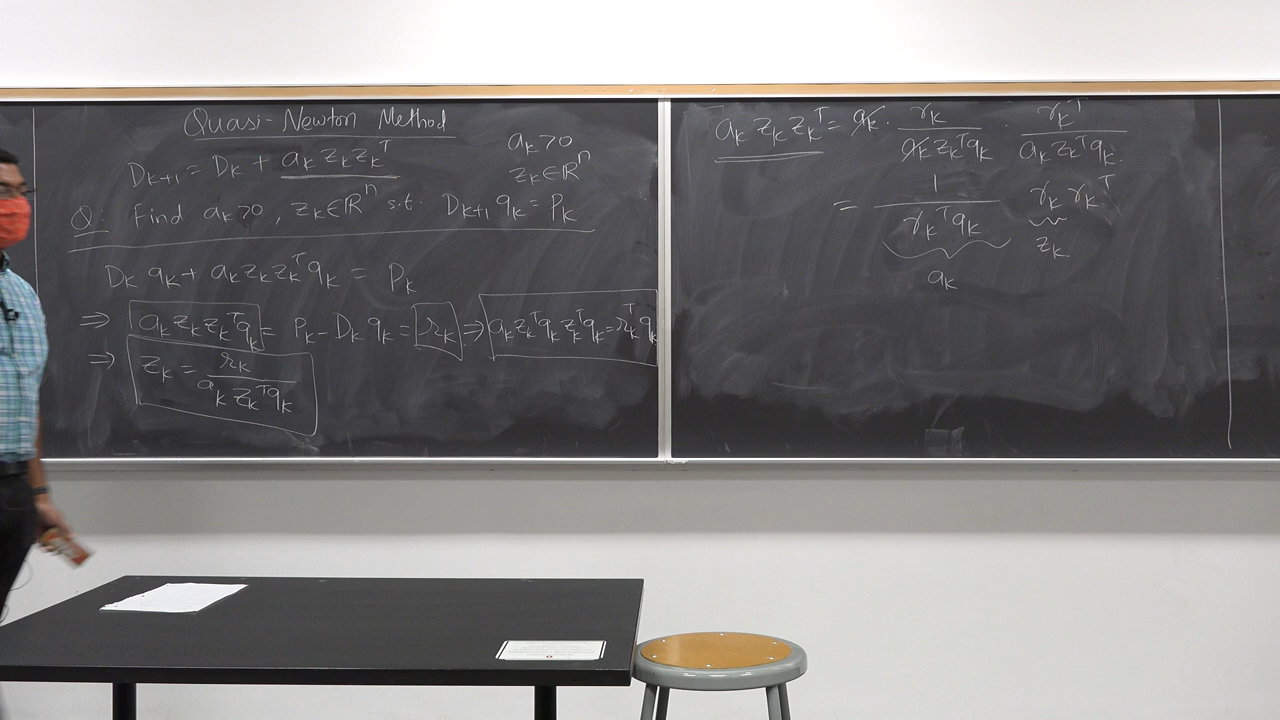 Quasi-Newton Method
D_{k+1} = D_k + a_k z_k z_k^T
a_k > 0
z_k ∈ ℝ^n
Q: Find a_k > 0, z_k ∈ ℝ^n s.t. D_{k+1} q_k = p_k
D_k q_k + a_k z_k z_k^T q_k = p_k
⇒ a_k z_k z_k^T q_k = p_k - D_k q_k = r_k ⇒ a_k z_k^T q_k z_k^T q_k = r_k^T q_k
⇒ z_k = r_k / (a_k z_k^T q_k)
a_k z_k z_k^T = a_k · r_k / (a_k z_k^T q_k) · r_k^T / (a_k z_k^T q_k)
= 1 / (r_k^T q_k) r_k r_k^T
a_k
z_k